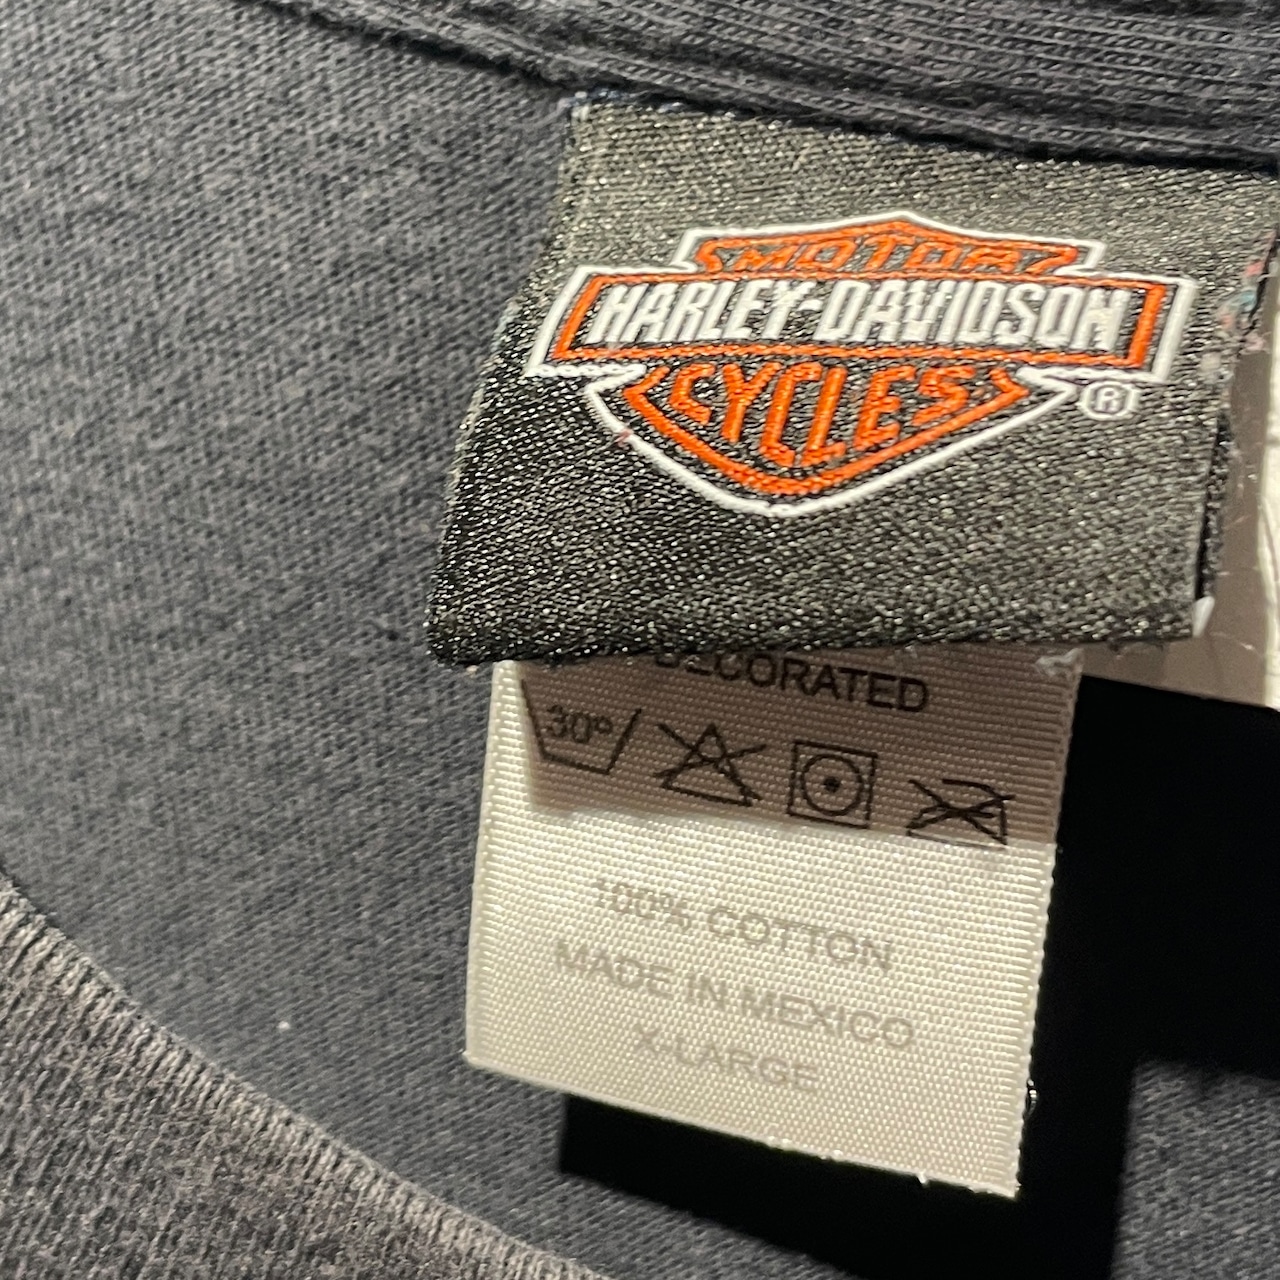 MOTOR
HARLEY-DAVIDSON
CYCLES ®
DECORATED
30°
100% COTTON
MADE IN MEXICO
X-LARGE